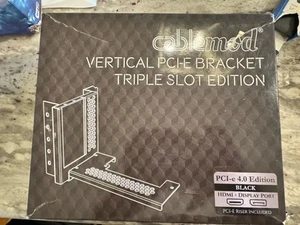 cablemod®
VERTICAL PCI-E BRACKET
TRIPLE SLOT EDITION
PCI-e 4.0 Edition
BLACK
HDMI + DISPLAY PORT
PCI-E RISER INCLUDED